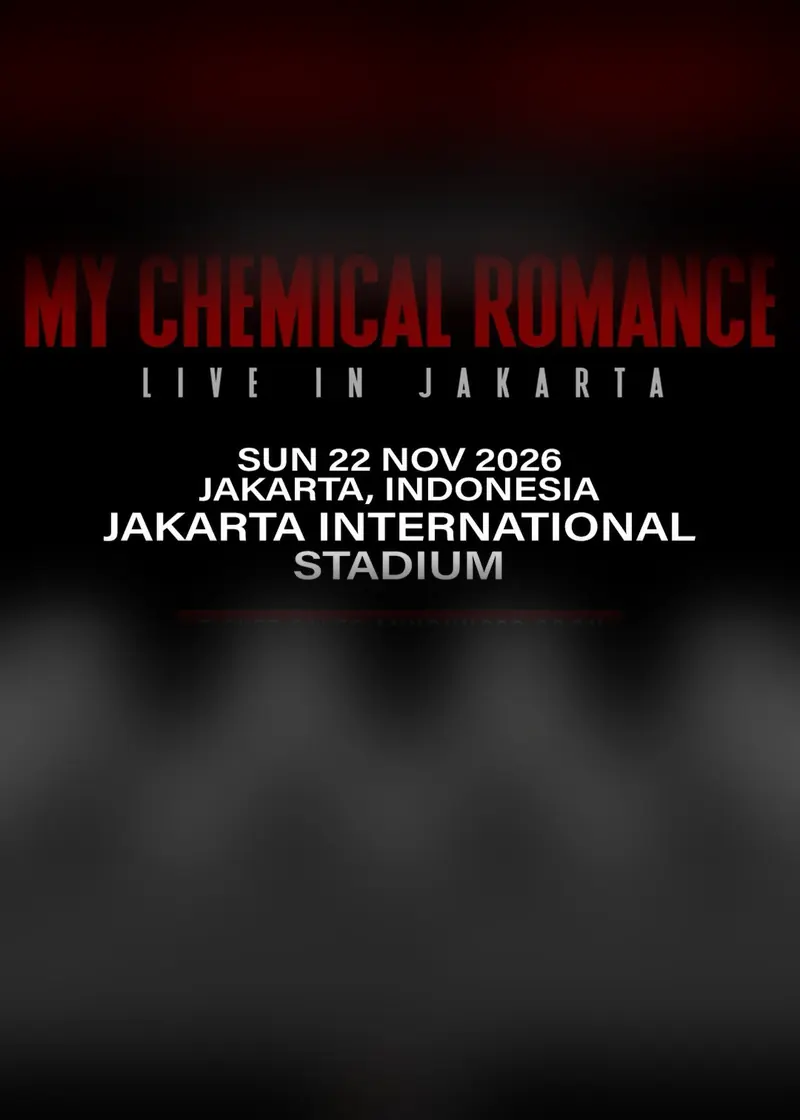 MY CHEMICAL ROMANCE
LIVE IN JAKARTA
SUN 22 NOV 2026
JAKARTA, INDONESIA
JAKARTA INTERNATIONAL
STADIUM